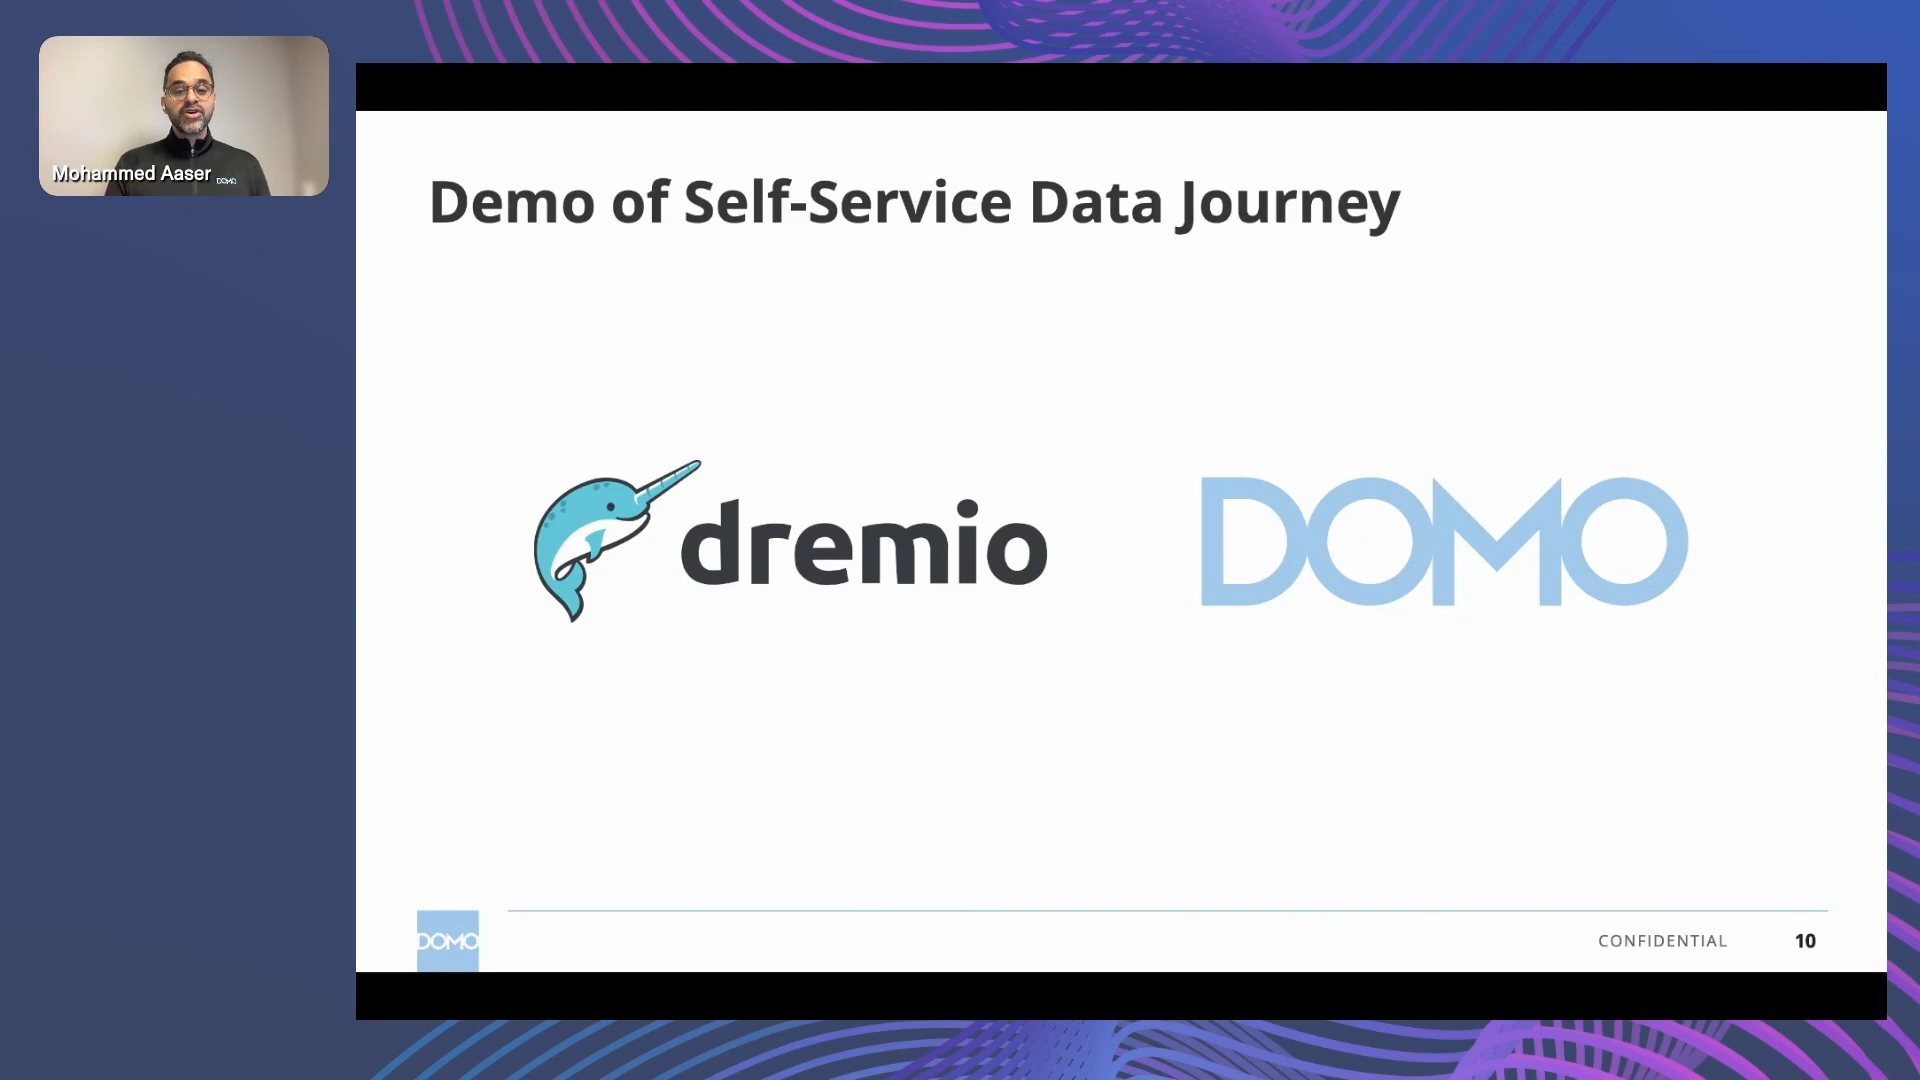 Mohammed Aaser
DOMO
Demo of Self-Service Data Journey
dremio
DOMO
DOMO
CONFIDENTIAL
10